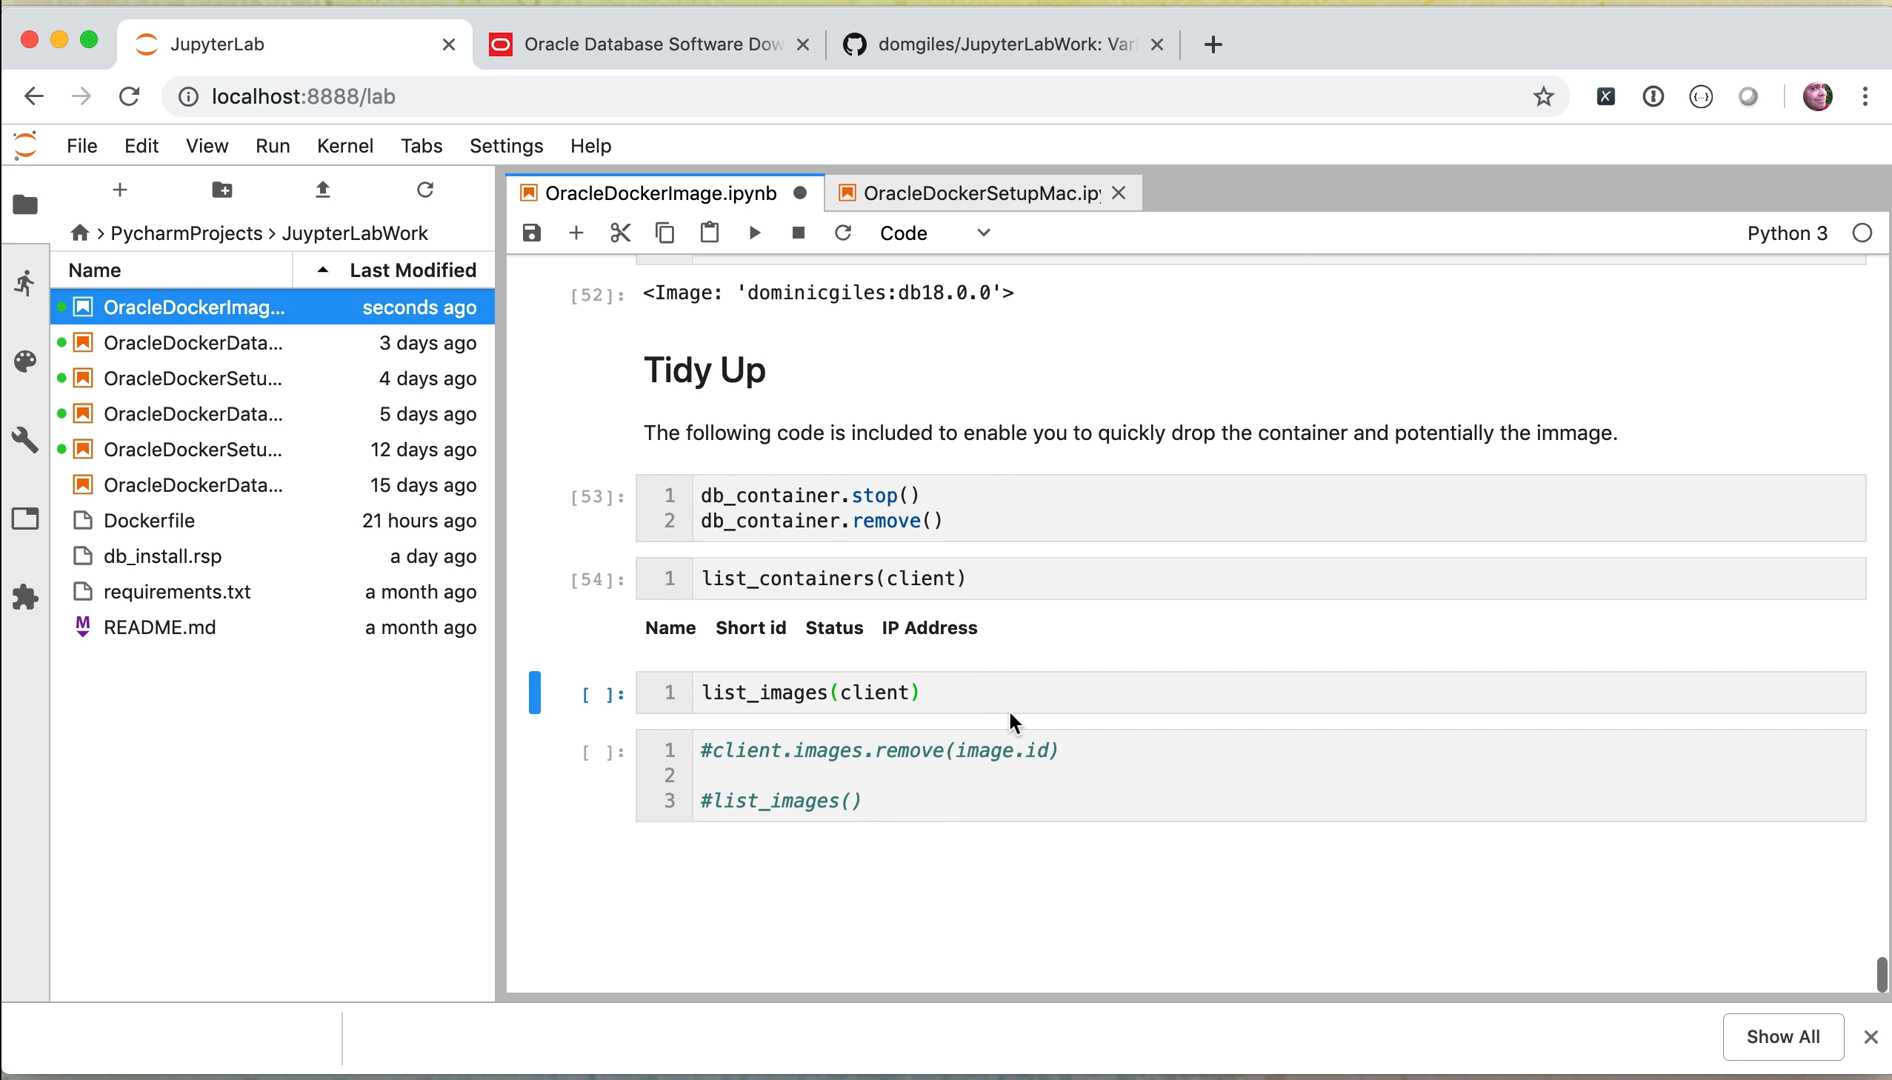 JupyterLab
Oracle Database Software Dow
domgiles/JupyterLabWork: Vari
localhost:8888/lab
File Edit View Run Kernel Tabs Settings Help
> PycharmProjects > JuypterLabWork
Name Last Modified
OracleDockerImag... seconds ago
OracleDockerData... 3 days ago
OracleDockerSetu... 4 days ago
OracleDockerData... 5 days ago
OracleDockerSetu... 12 days ago
OracleDockerData... 15 days ago
Dockerfile 21 hours ago
db_install.rsp a day ago
requirements.txt a month ago
M README.md a month ago
OracleDockerImage.ipynb
OracleDockerSetupMac.ipy
Code
Python 3
[52]: <Image: 'dominicgiles:db18.0.0'>
Tidy Up
The following code is included to enable you to quickly drop the container and potentially the immage.
[53]: 1 db_container.stop()
2 db_container.remove()
[54]: 1 list_containers(client)
Name Short id Status IP Address
[ ]: 1 list_images(client)
[ ]: 1 #client.images.remove(image.id)
2
3 #list_images()
Show All